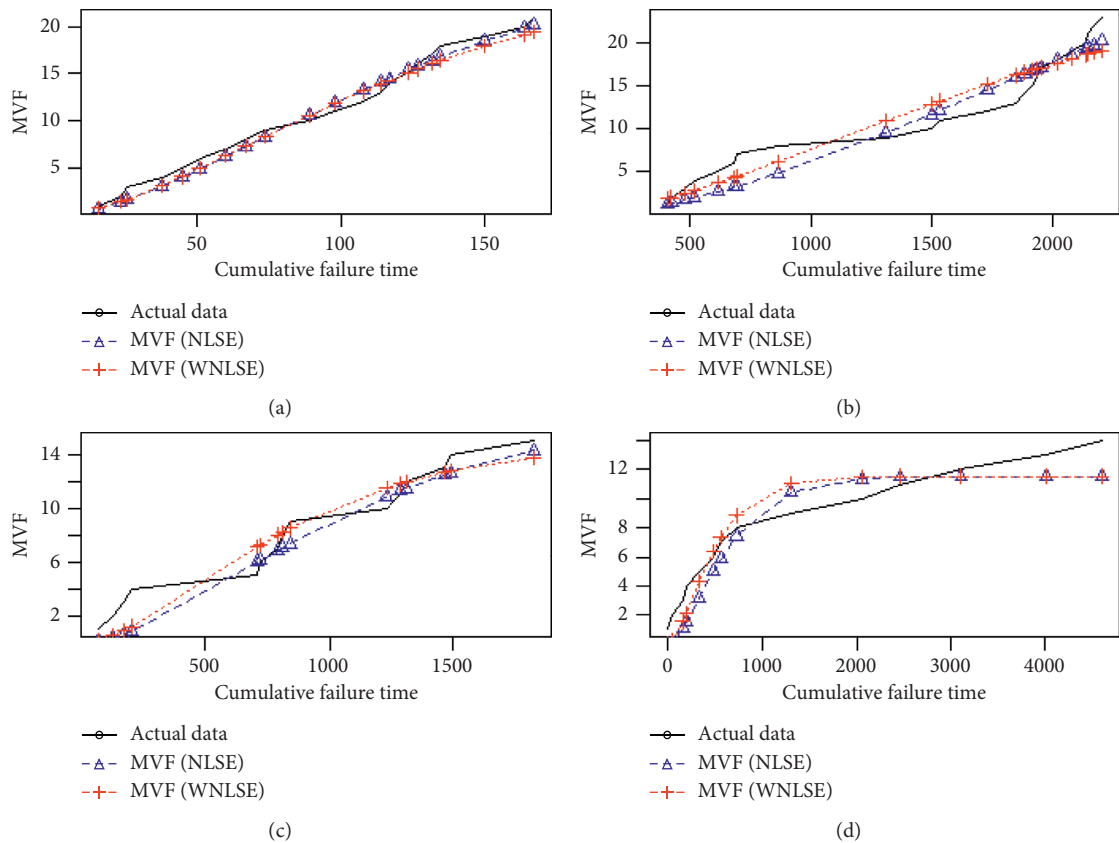 20
15
10
5
MVF
50
100
150
Cumulative failure time
Actual data
MVF (NLSE)
MVF (WNLSE)
(a)
20
15
10
5
MVF
500
1000
1500
2000
Cumulative failure time
Actual data
MVF (NLSE)
MVF (WNLSE)
(b)
14
10
6
2
MVF
500
1000
1500
Cumulative failure time
Actual data
MVF (NLSE)
MVF (WNLSE)
(c)
12
8
6
4
2
MVF
0
1000
2000
3000
4000
Cumulative failure time
Actual data
MVF (NLSE)
MVF (WNLSE)
(d)